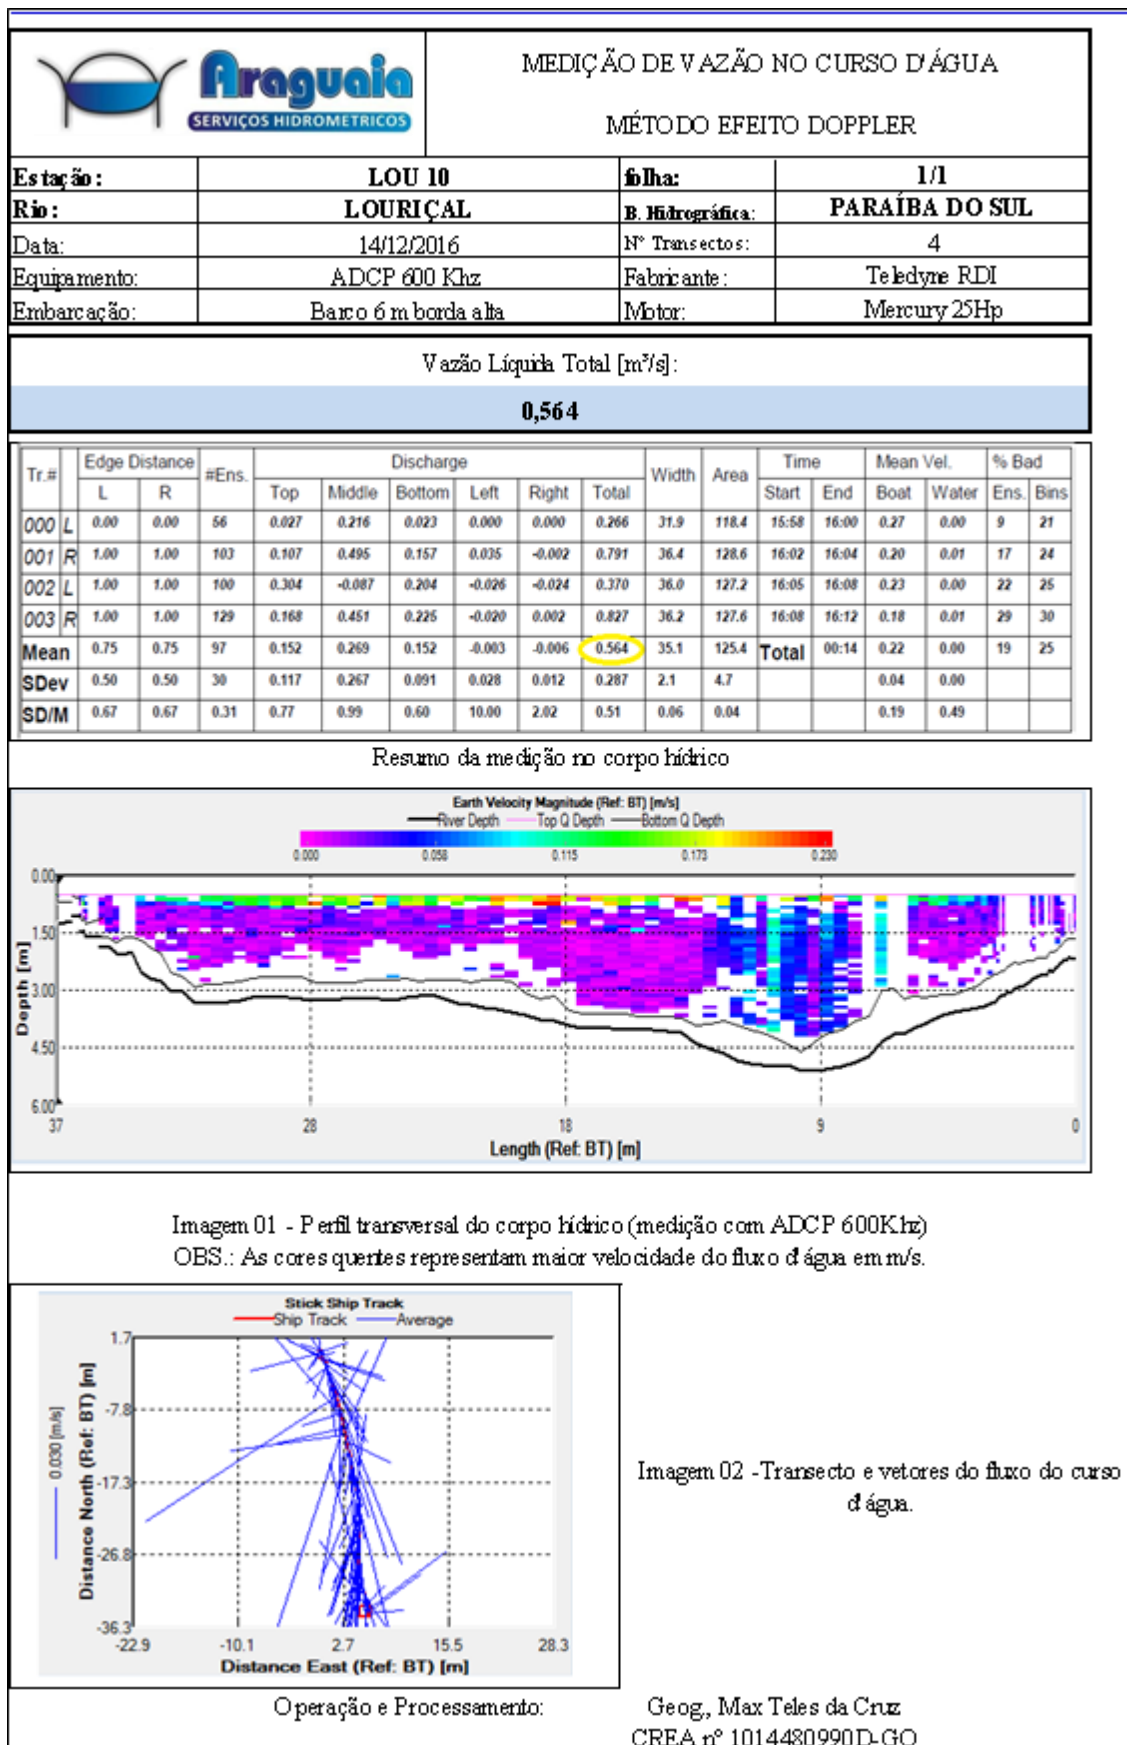 Araguaia
SERVIÇOS HIDROMETRICOS
MEDIÇÃO DE VAZÃO NO CURSO D'ÁGUA
MÉTODO EFEITO DOPPLER
Estação: LOU 10 folha: 1/1
Rio: LOURIÇAL B. Hidrográfica: PARAÍBA DO SUL
Data: 14/12/2016 Nº Transectos: 4
Equipamento: ADCP 600 Khz Fabricante: Teledyne RDI
Embarcação: Barco 6 m borda alta Motor: Mercury 25Hp
Vazão Líquida Total [m³/s]:
0,564
Tr.# Edge Distance #Ens. Discharge Width Area Time Mean Vel. % Bad
L R Top Middle Bottom Left Right Total Start End Boat Water Ens. Bins
000 L 0.00 0.00 56 0.027 0.216 0.023 0.000 0.000 0.266 31.9 118.4 15:58 16:00 0.27 0.00 9 21
001 R 1.00 1.00 103 0.107 0.495 0.157 0.035 -0.002 0.791 36.4 128.6 16:02 16:04 0.20 0.01 17 24
002 L 1.00 1.00 100 0.304 -0.087 0.204 -0.026 -0.024 0.370 36.0 127.2 16:05 16:08 0.23 0.00 22 25
003 R 1.00 1.00 129 0.168 0.451 0.225 -0.020 0.002 0.827 36.2 127.6 16:08 16:12 0.18 0.01 29 30
Mean 0.75 0.75 97 0.152 0.269 0.152 -0.003 -0.006 0.564 35.1 125.4 Total 00:14 0.22 0.00 19 25
SDev 0.50 0.50 30 0.117 0.267 0.091 0.028 0.012 0.287 2.1 4.7 0.04 0.00
SD/M 0.67 0.67 0.31 0.77 0.99 0.60 10.00 2.02 0.51 0.06 0.04 0.19 0.49
Resumo da medição no corpo hídrico
Earth Velocity Magnitude (Ref: BT) [m/s]
River Depth Top Q Depth Bottom Q Depth
0.000 0.058 0.115 0.173 0.230
0.00
1.50
3.00
4.50
6.00
Depth [m]
37 28 18 9 0
Length (Ref: BT) [m]
Imagem 01 - Perfil transversal do corpo hídrico (medição com ADCP 600Khz)
OBS.: As cores quentes representam maior velocidade do fluxo d'água em m/s.
Stick Ship Track
Ship Track Average
1.7
-7.8
-17.3
-26.8
-36.3
0.030 [m/s]
Distance North (Ref: BT) [m]
-22.9 -10.1 2.7 15.5 28.3
Distance East (Ref: BT) [m]
Imagem 02 -Transecto e vetores do fluxo do curso
d'água.
Operação e Processamento: Geog., Max Teles da Cruz
CREA nº 1014480990D-GO